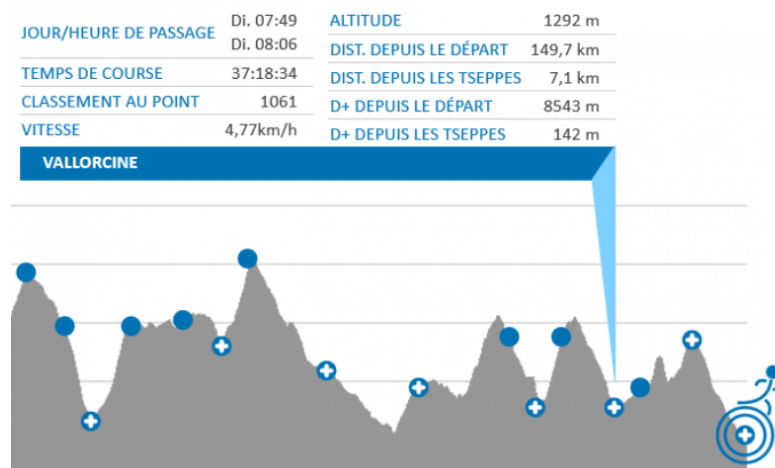 JOUR/HEURE DE PASSAGE Di. 07:49
Di. 08:06
TEMPS DE COURSE 37:18:34
CLASSEMENT AU POINT 1061
VITESSE 4,77km/h
ALTITUDE 1292 m
DIST. DEPUIS LE DÉPART 149,7 km
DIST. DEPUIS LES TSEPPES 7,1 km
D+ DEPUIS LE DÉPART 8543 m
D+ DEPUIS LES TSEPPES 142 m
VALLORCINE